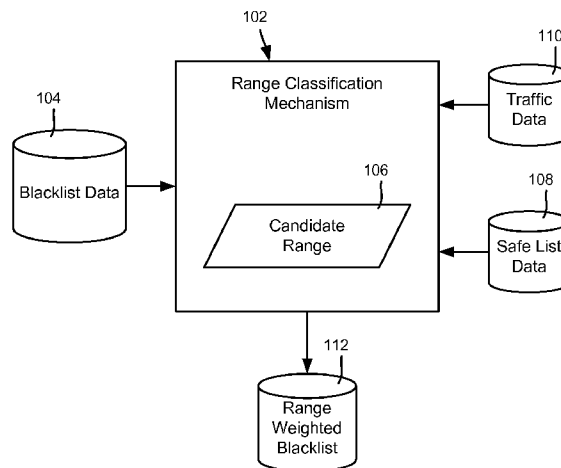 102
110
Range Classification
Mechanism
Traffic
Data
104
Blacklist Data
106
108
Candidate
Range
Safe List
Data
112
Range
Weighted
Blacklist